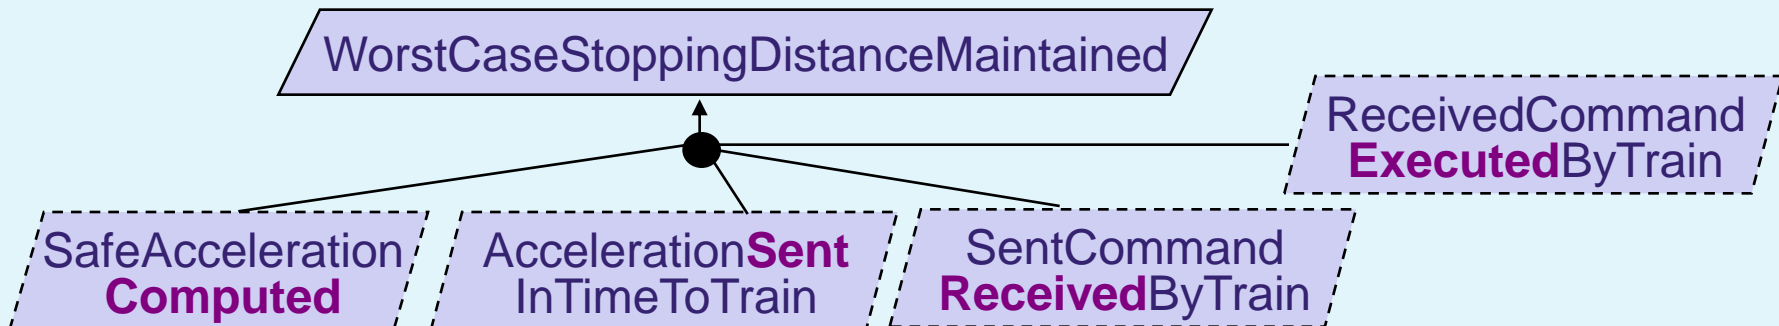 WorstCaseStoppingDistanceMaintained
ReceivedCommand
ExecutedByTrain
SafeAcceleration
Computed
AccelerationSent
InTimeToTrain
SentCommand
ReceivedByTrain